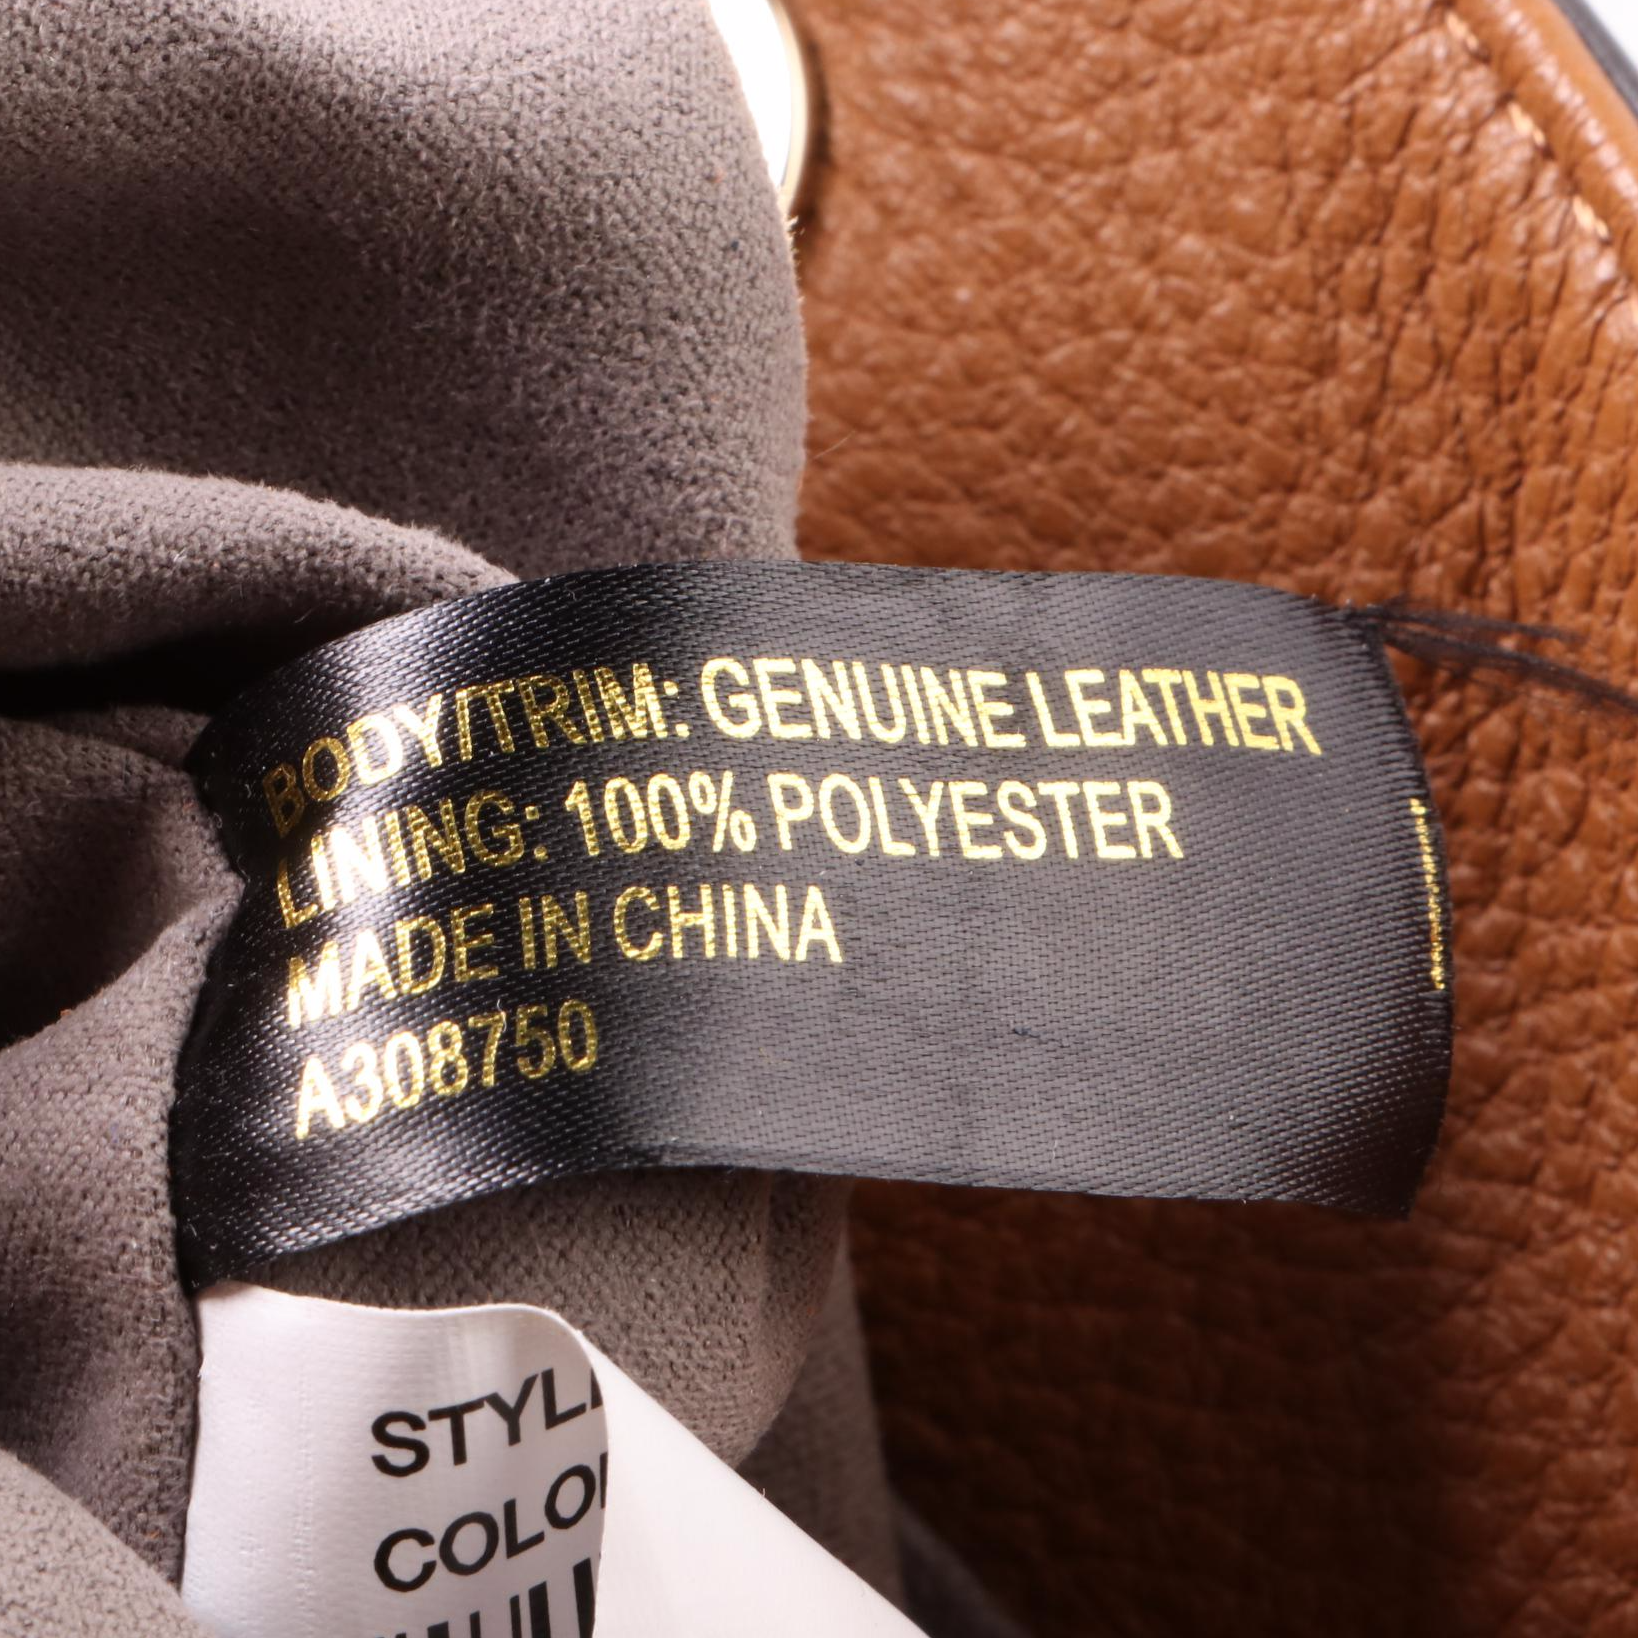 BODY/TRIM: GENUINE LEATHER
LINING: 100% POLYESTER
MADE IN CHINA
A308750